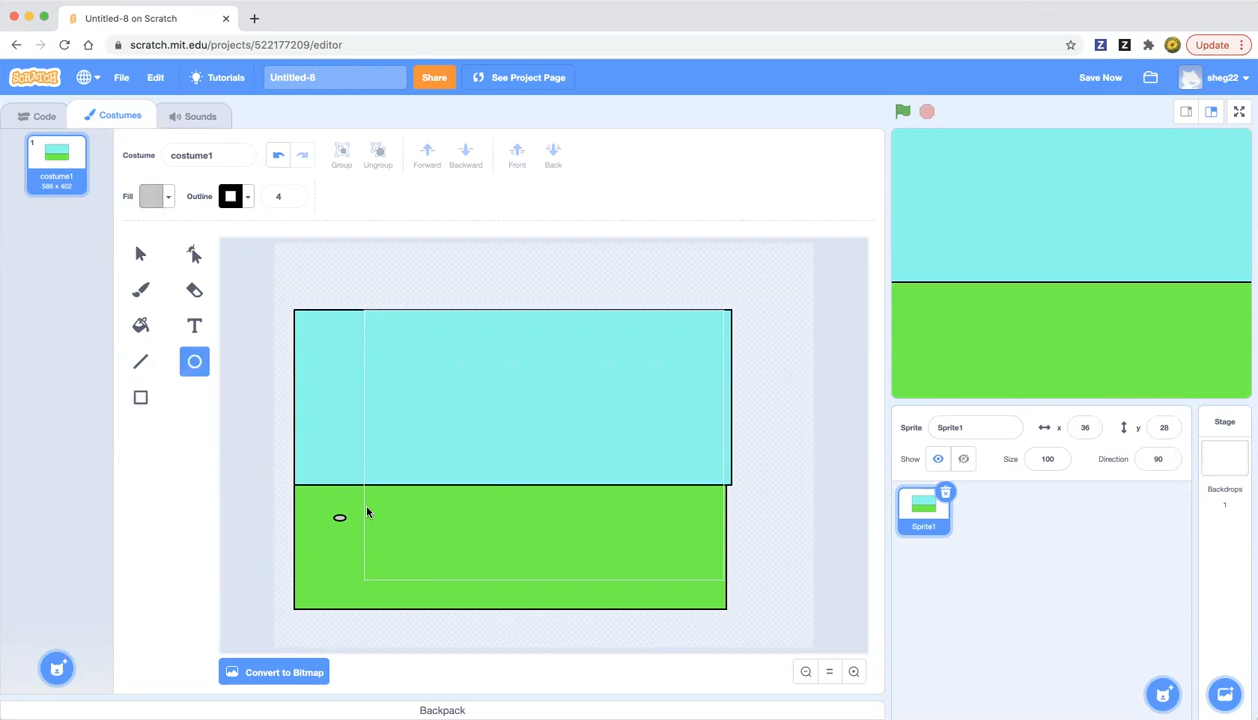 Untitled-8 on Scratch
scratch.mit.edu/projects/522177209/editor
Z
Z
Update
SCRATCH
File
Edit
Tutorials
Untitled-8
Share
See Project Page
Save Now
sheg22
Code
Costumes
Sounds
1
costume1
586 x 402
Costume
costume1
Group
Ungroup
Forward
Backward
Front
Back
Fill
Outline
4
T
Convert to Bitmap
Backpack
Sprite
Sprite1
x
36
y
28
Show
Size
100
Direction
90
Sprite1
Stage
Backdrops
1